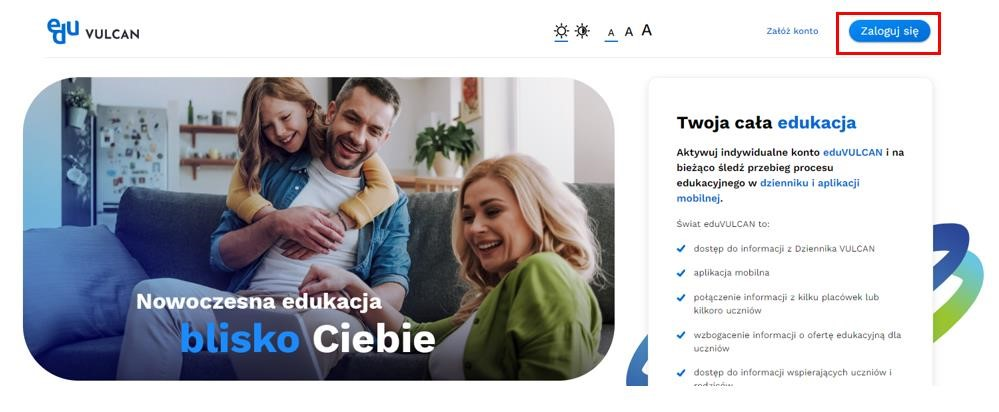 edu VULCAN
A A A
Załóż konto
Zaloguj się
Nowoczesna edukacja
blisko Ciebie
Twoja cała edukacja
Aktywuj indywidualne konto eduVULCAN i na
bieżąco śledź przebieg procesu
edukacyjnego w dzienniku i aplikacji
mobilnej.
Świat eduVULCAN to:
dostęp do informacji z Dziennika VULCAN
aplikacja mobilna
połączenie informacji z kilku placówek lub
kilkoro uczniów
wzbogacenie informacji o ofertę edukacyjną dla
uczniów
dostęp do informacji wspierających uczniów i
rodziców